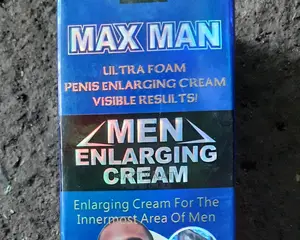 MAX MAN
ULTRA FOAM
PENIS ENLARGING CREAM
VISIBLE RESULTS!
MEN
ENLARGING
CREAM
Enlarging Cream For The
Innermost Area Of Men